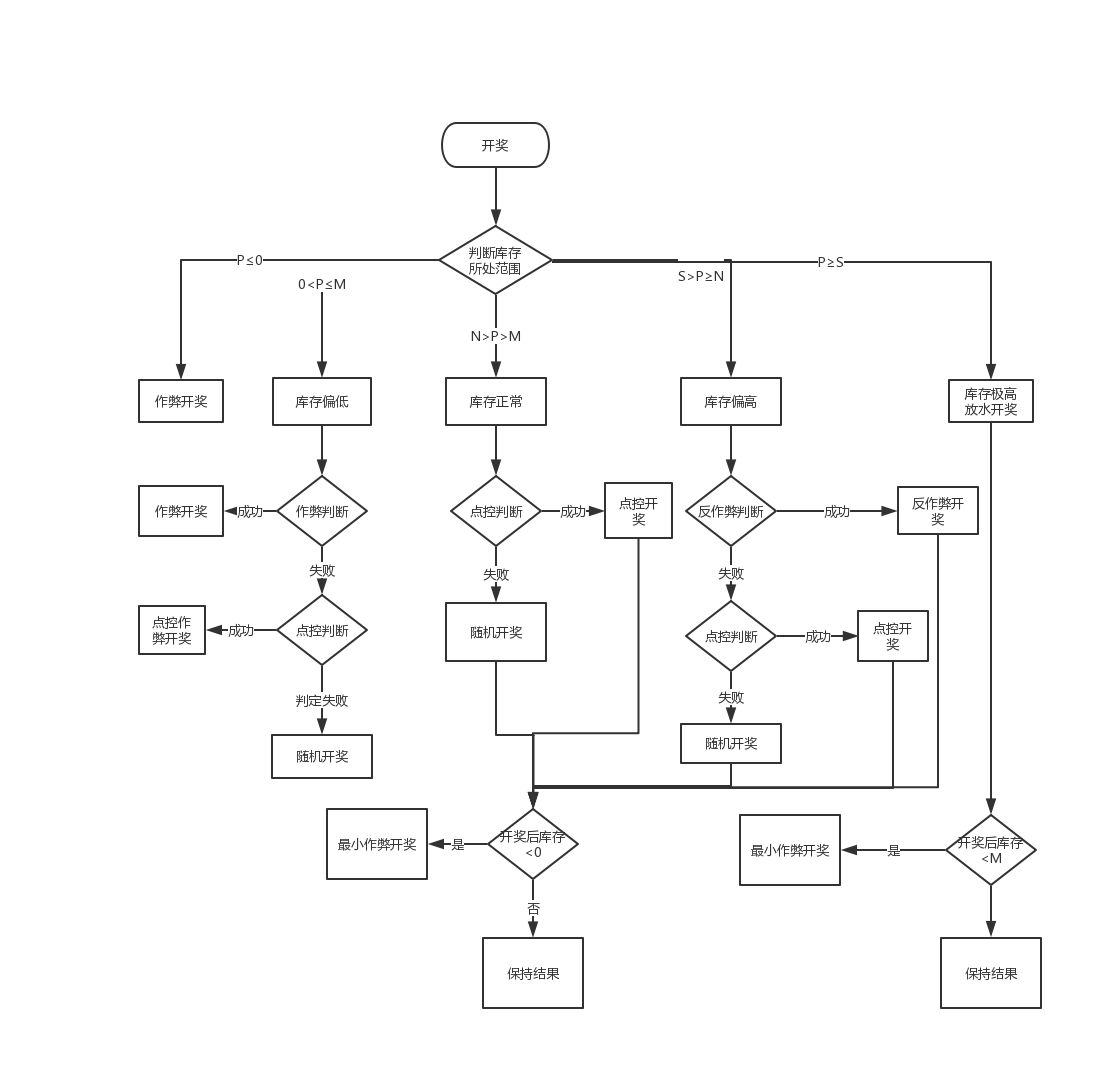 开奖
判断库存
所处范围
P≤0
P≥S
S>P≥N
0<P≤M
N>P>M
作弊开奖
库存偏低
库存正常
库存偏高
库存极高
放水开奖
作弊开奖
成功
作弊判断
点控判断
成功
点控开
奖
反作弊判断
成功
反作弊开
奖
失败
失败
失败
点控作
弊开奖
成功
点控判断
随机开奖
点控判断
成功
点控开
奖
判定失败
失败
随机开奖
随机开奖
最小作弊开奖
是
开奖后库存
<0
最小作弊开奖
是
开奖后库存
<M
否
保持结果
保持结果